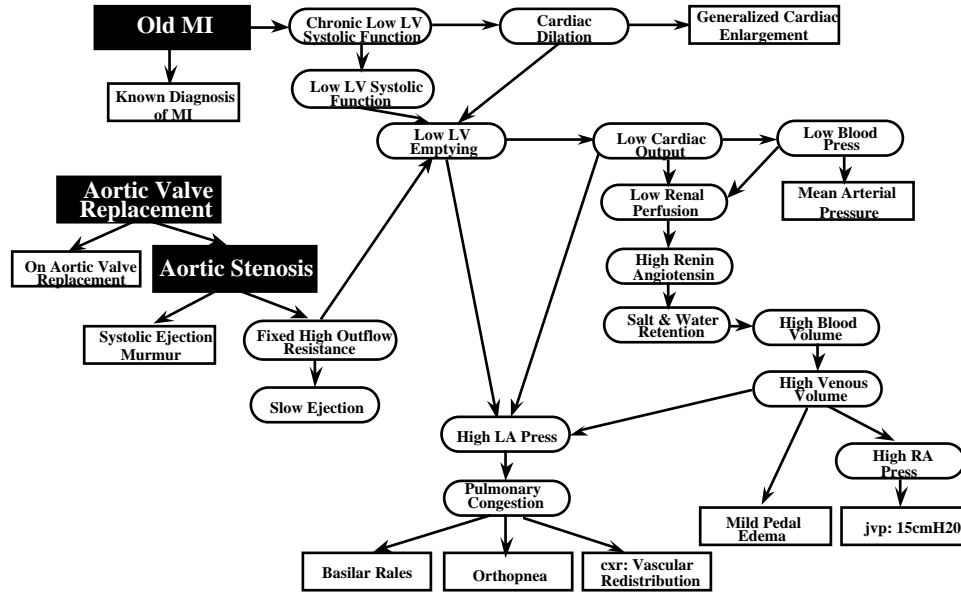 Old MI
Chronic Low LV
Systolic Function
Cardiac
Dilation
Generalized Cardiac
Enlargement
Known Diagnosis
of MI
Low LV Systolic
Function
Low LV
Emptying
Low Cardiac
Output
Low Blood
Press
Aortic Valve
Replacement
Low Renal
Perfusion
Mean Arterial
Pressure
On Aortic Valve
Replacement
Aortic Stenosis
High Renin
Angiotensin
Systolic Ejection
Murmur
Fixed High Outflow
Resistance
Salt & Water
Retention
High Blood
Volume
Slow Ejection
High Venous
Volume
High LA Press
High RA
Press
Pulmonary
Congestion
Mild Pedal
Edema
jvp: 15cmH20
Basilar Rales
Orthopnea
cxr: Vascular
Redistribution